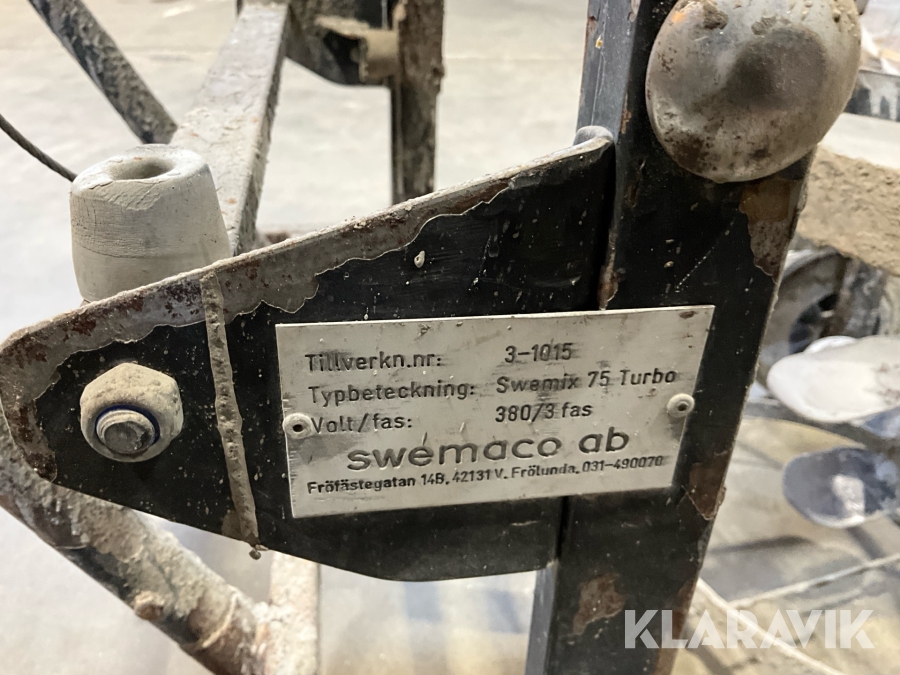 Tillverkn.nr: 3-1015
Typbeteckning: Swemix 75 Turbo
Volt/fas: 380/3 fas
swemaco ab
Fröfästegatan 14B, 42131 V. Frölunda, 031-490070
KLARAVIK